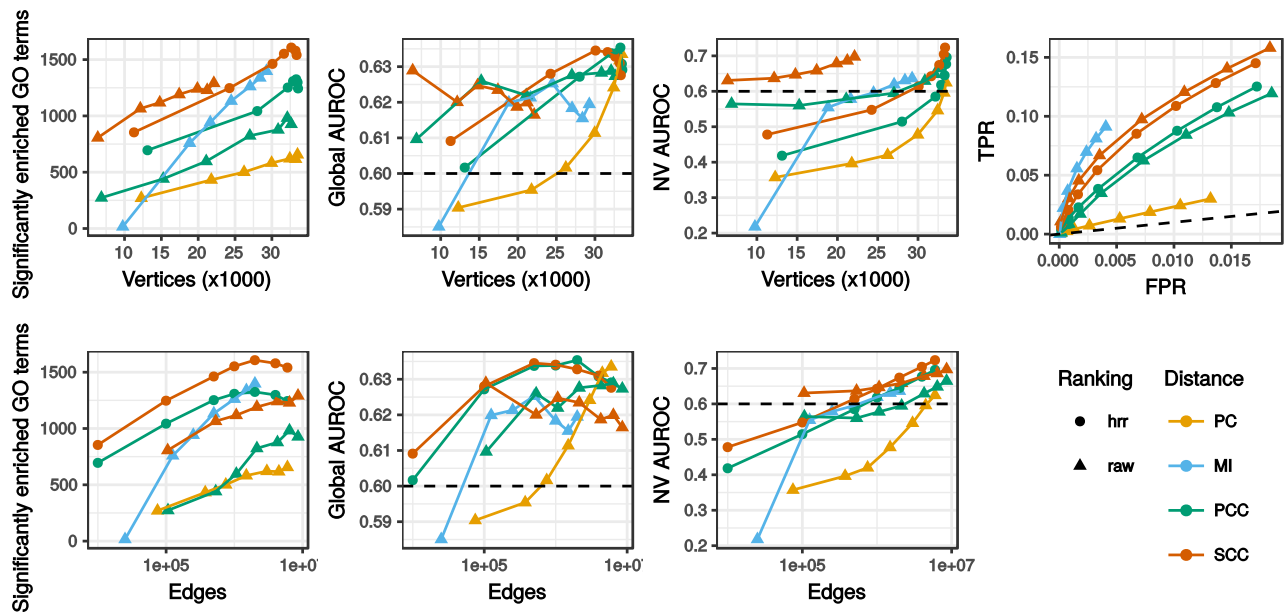 Significantly enriched GO terms
1500
1000
500
0
10
15
20
25
30
Vertices (x1000)
Global AUROC
0.63
0.62
0.61
0.60
0.59
10
15
20
25
30
Vertices (x1000)
NV AUROC
0.7
0.6
0.5
0.4
0.3
0.2
10
15
20
25
30
Vertices (x1000)
TPR
0.15
0.10
0.05
0.00
0.000
0.005
0.010
0.015
FPR
Significantly enriched GO terms
1500
1000
500
0
1e+05
Edges
Global AUROC
0.63
0.62
0.61
0.60
0.59
1e+05
Edges
NV AUROC
0.7
0.6
0.5
0.4
0.3
0.2
1e+05
1e+07
Edges
Ranking
hrr
raw
Distance
PC
MI
PCC
SCC